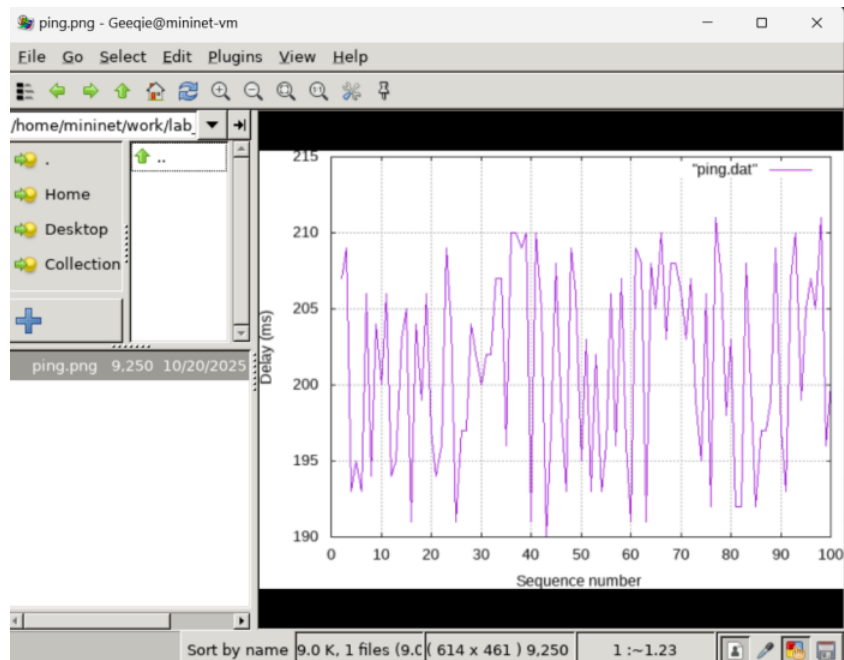 ping.png - Geeqie@mininet-vm
File Go Select Edit Plugins View Help
/home/mininet/work/lab_
.
..
Home
Desktop
Collection
ping.png 9,250 10/20/2025
"ping.dat"
Delay (ms)
215
210
205
200
195
190
0 10 20 30 40 50 60 70 80 90 100
Sequence number
Sort by name 9.0 K, 1 files (9.0 ( 614 x 461 ) 9,250 1 :~1.23